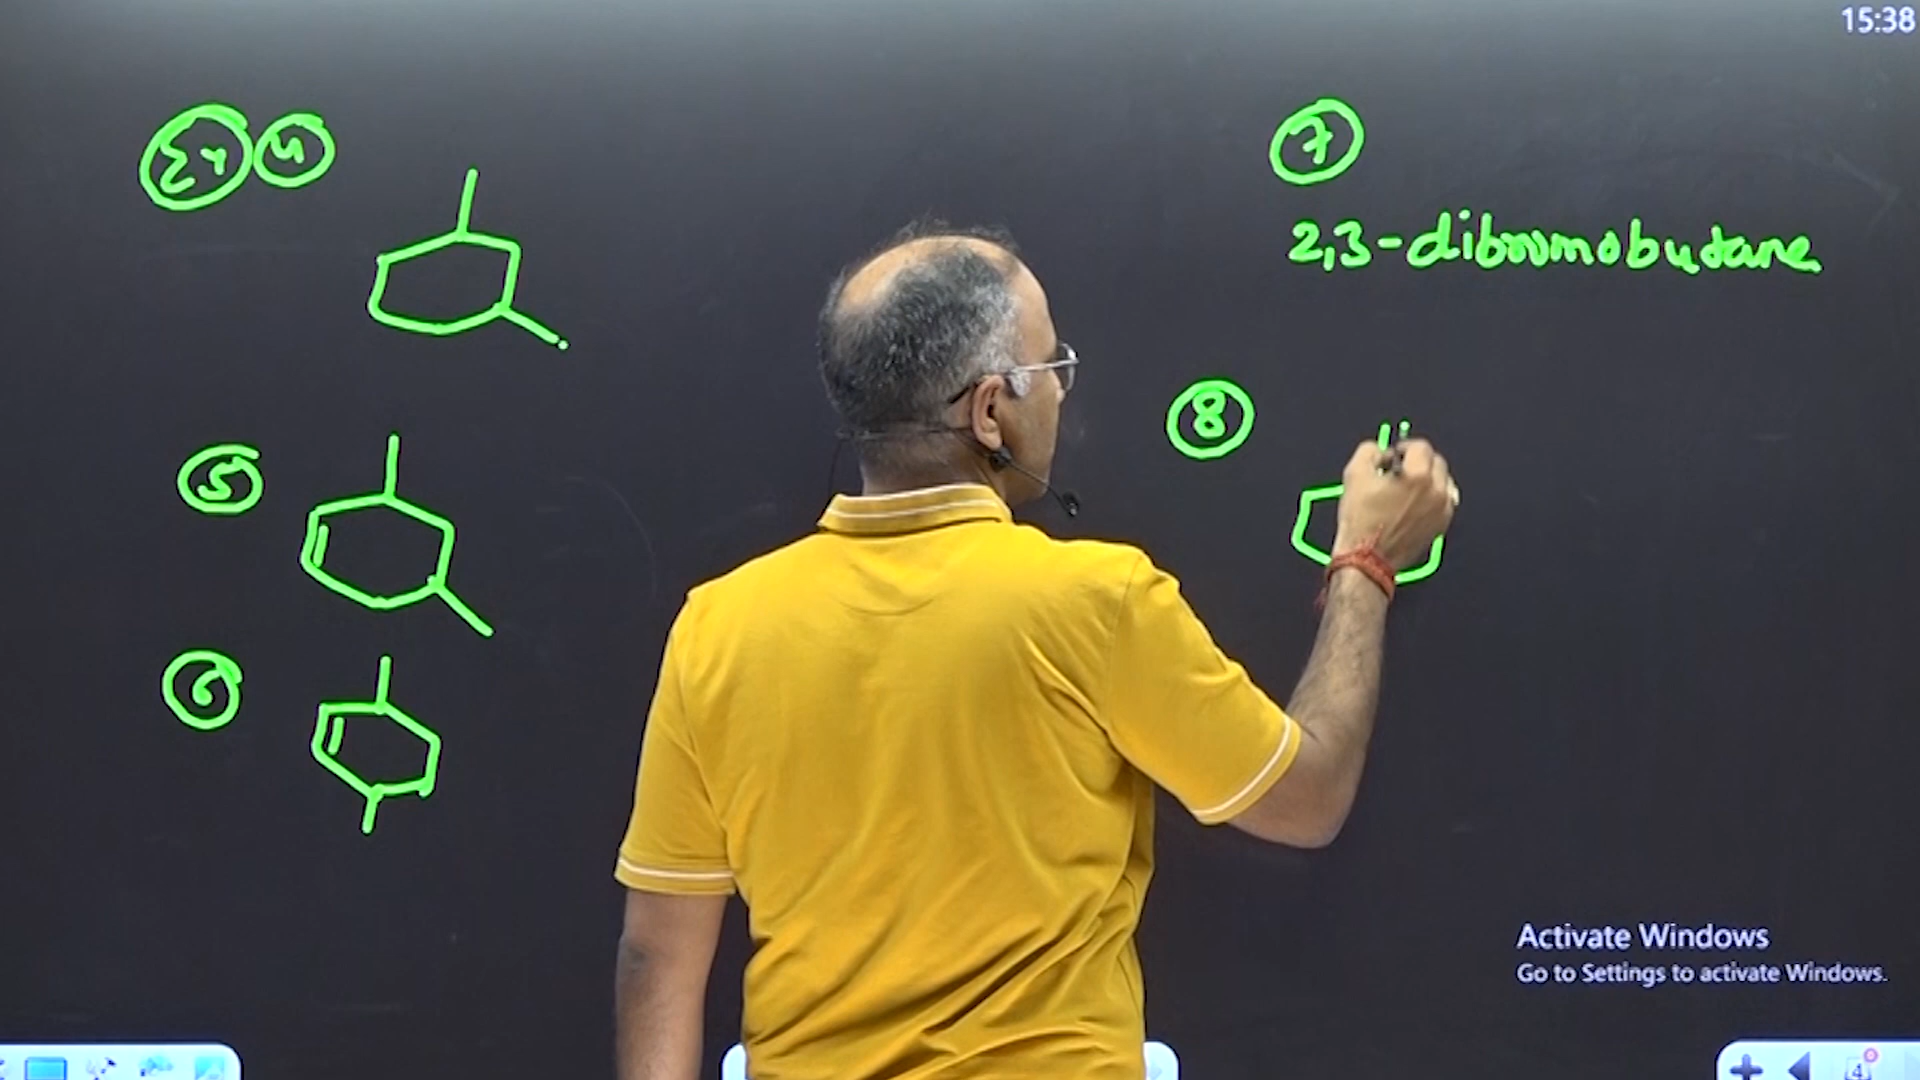 15:38
Ex 4
7
2,3-dibromobutane
8
5
6
Activate Windows
Go to Settings to activate Windows.
4